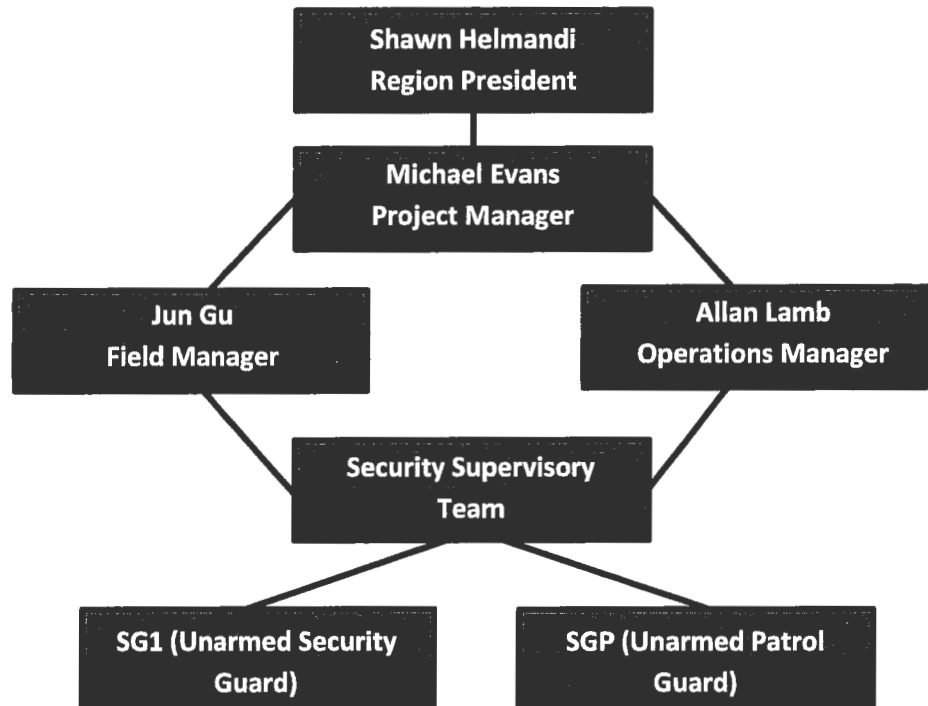 Shawn Helmandi
Region President
Michael Evans
Project Manager
Jun Gu
Field Manager
Allan Lamb
Operations Manager
Security Supervisory
Team
SG1 (Unarmed Security
Guard)
SGP (Unarmed Patrol
Guard)